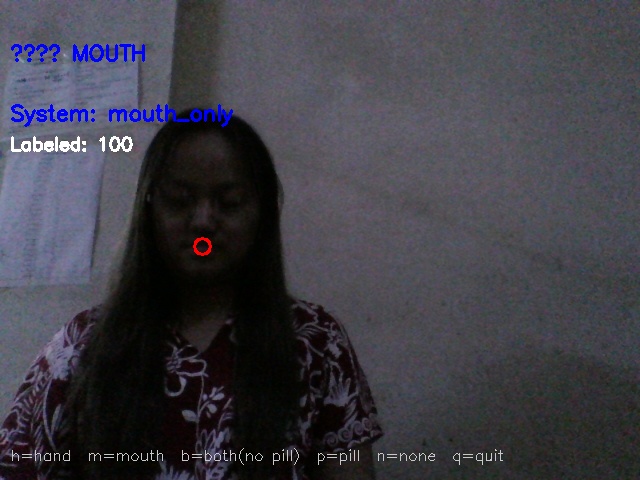 ???? MOUTH
System: mouth_only
Labeled: 100
h=hand m=mouth b=both(no pill) p=pill n=none q=quit